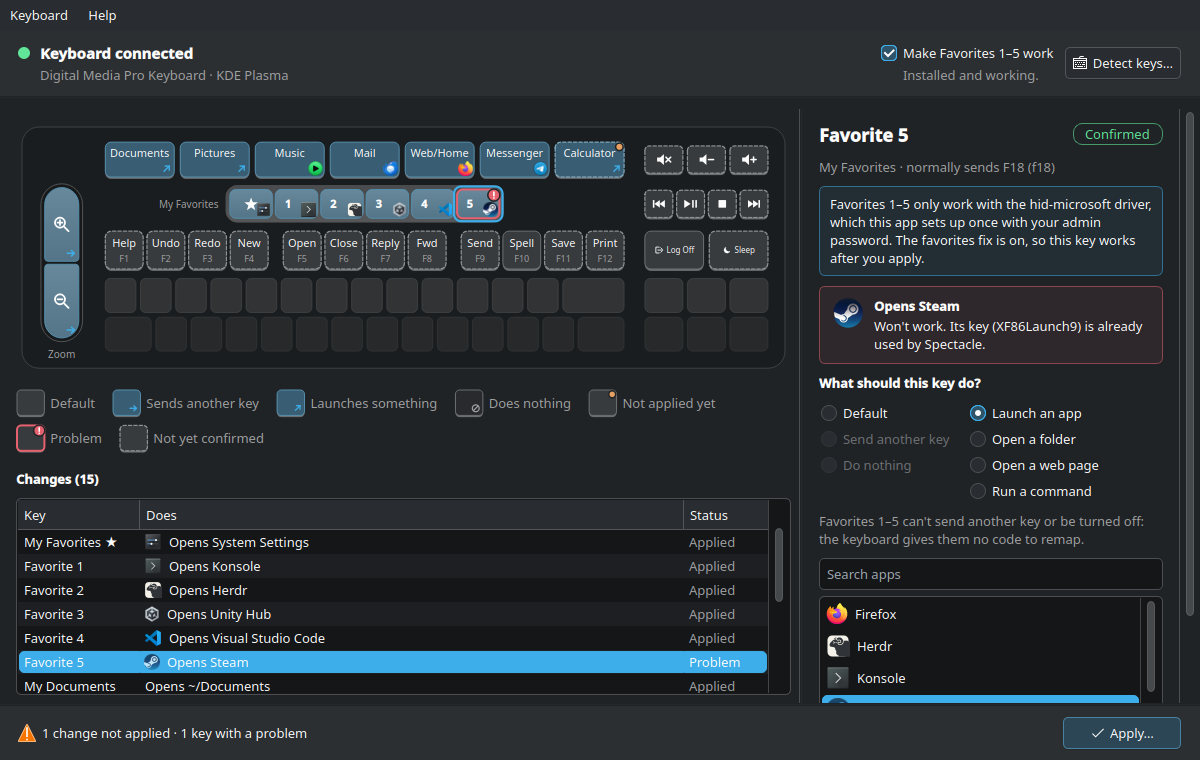 Keyboard Help
Keyboard connected
Digital Media Pro Keyboard · KDE Plasma
Make Favorites 1–5 work
Installed and working.
Detect keys...
Documents Pictures Music Mail Web/Home Messenger Calculator
My Favorites ★ 1 2 3 4 5
Help Undo Redo New Open Close Reply Fwd Send Spell Save Print
F1 F2 F3 F4 F5 F6 F7 F8 F9 F10 F11 F12
Log Off Sleep
Zoom
Default Sends another key Launches something Does nothing Not applied yet
Problem Not yet confirmed
Changes (15)
Key Does Status
My Favorites ★ Opens System Settings Applied
Favorite 1 Opens Konsole Applied
Favorite 2 Opens Herdr Applied
Favorite 3 Opens Unity Hub Applied
Favorite 4 Opens Visual Studio Code Applied
Favorite 5 Opens Steam Problem
My Documents Opens ~/Documents Applied
Favorite 5 Confirmed
My Favorites · normally sends F18 (f18)
Favorites 1–5 only work with the hid-microsoft driver,
which this app sets up once with your admin
password. The favorites fix is on, so this key works
after you apply.
Opens Steam
Won't work. Its key (XF86Launch9) is already
used by Spectacle.
What should this key do?
Default Launch an app
Send another key Open a folder
Do nothing Open a web page
Run a command
Favorites 1–5 can't send another key or be turned off:
the keyboard gives them no code to remap.
Search apps
Firefox
Herdr
Konsole
1 change not applied · 1 key with a problem
Apply...